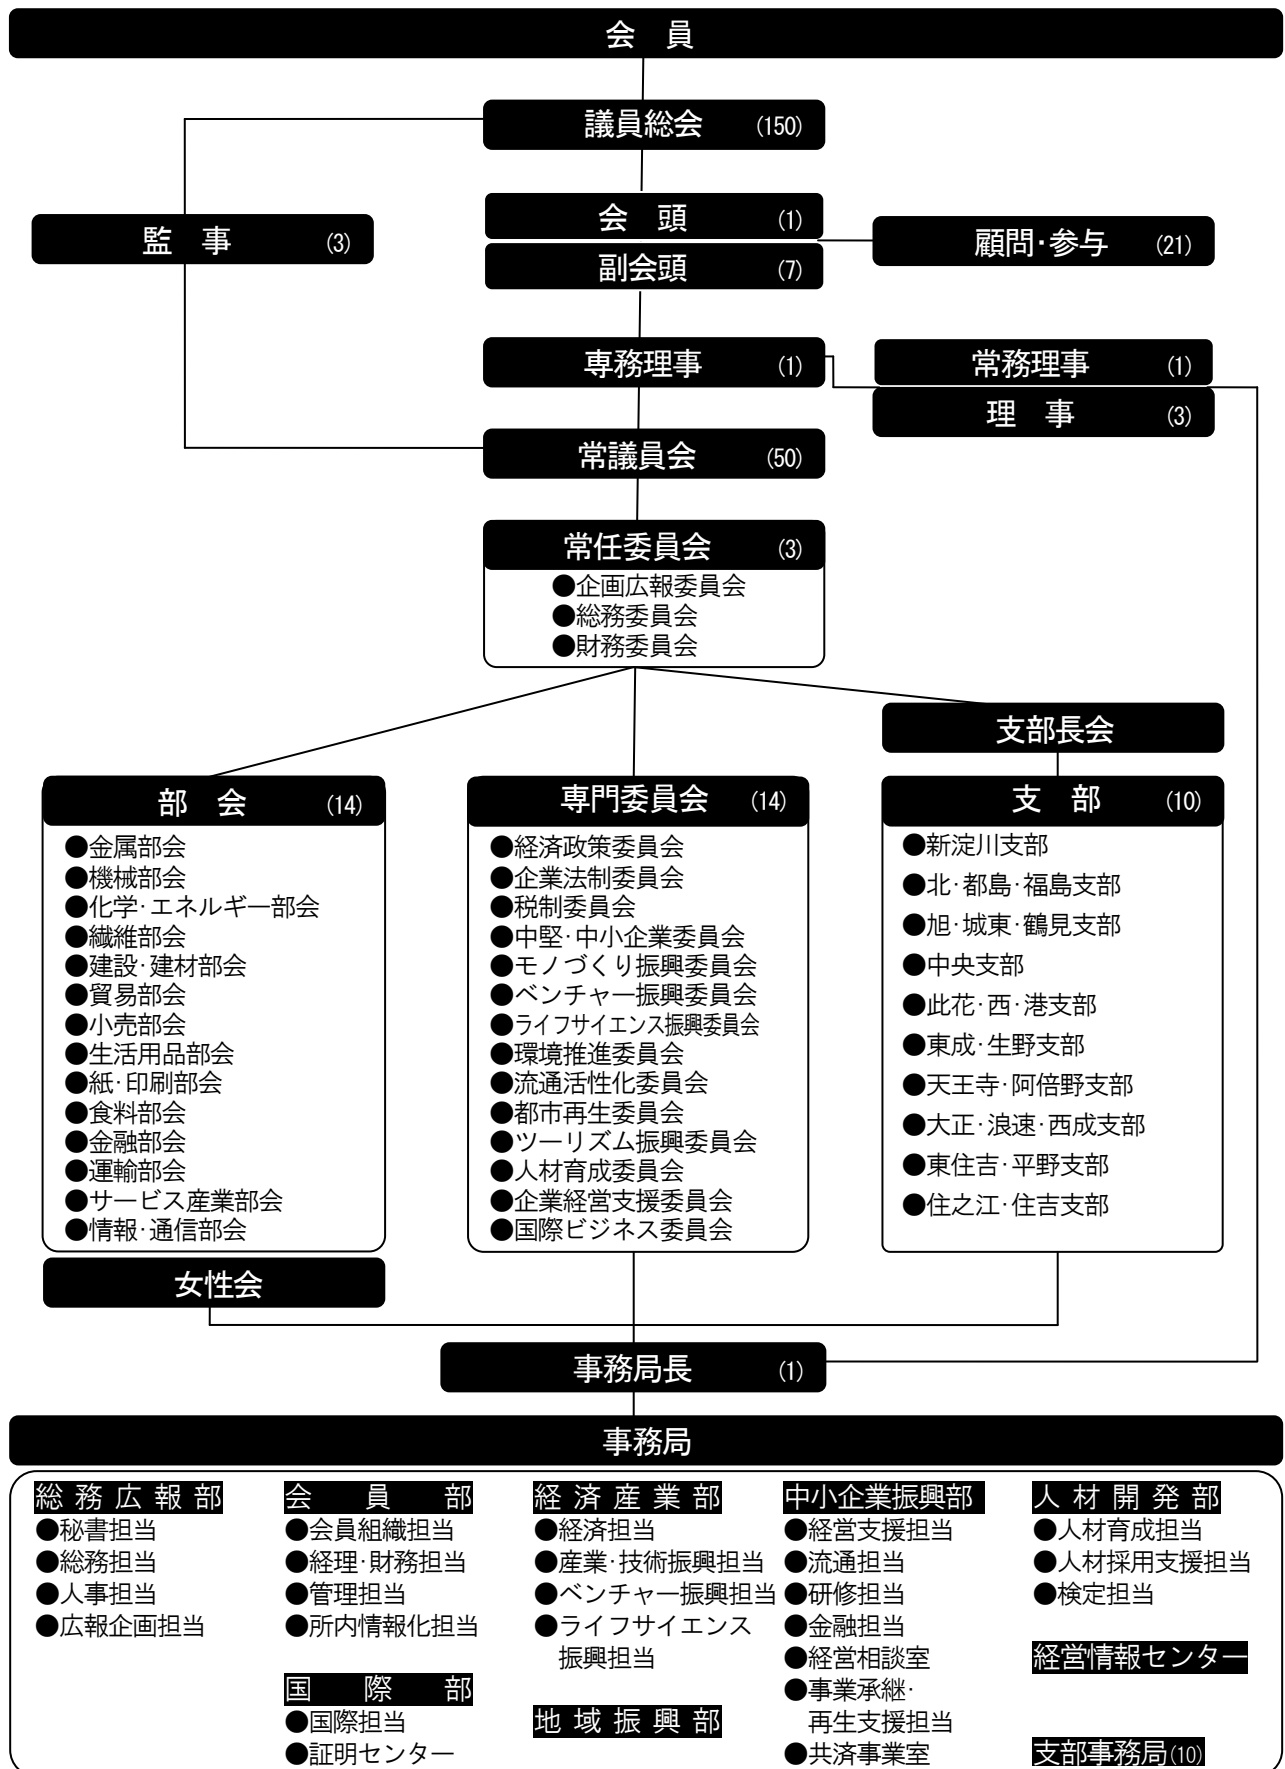 会　員
議員総会 (150)
会　頭 (1)
監　事 (3)
副会頭 (7)
顧問・参与 (21)
専務理事 (1)
常務理事 (1)
理　事 (3)
常議員会 (50)
常任委員会 (3)
●企画広報委員会
●総務委員会
●財務委員会
支部長会
部　会 (14)
●金属部会
●機械部会
●化学・エネルギー部会
●繊維部会
●建設・建材部会
●貿易部会
●小売部会
●生活用品部会
●紙・印刷部会
●食料部会
●金融部会
●運輸部会
●サービス産業部会
●情報・通信部会
女性会
専門委員会 (14)
●経済政策委員会
●企業法制委員会
●税制委員会
●中堅・中小企業委員会
●モノづくり振興委員会
●ベンチャー振興委員会
●ライフサイエンス振興委員会
●環境推進委員会
●流通活性化委員会
●都市再生委員会
●ツーリズム振興委員会
●人材育成委員会
●企業経営支援委員会
●国際ビジネス委員会
支　部 (10)
●新淀川支部
●北・都島・福島支部
●旭・城東・鶴見支部
●中央支部
●此花・西・港支部
●東成・生野支部
●天王寺・阿倍野支部
●大正・浪速・西成支部
●東住吉・平野支部
●住之江・住吉支部
事務局長 (1)
事務局
総務広報部
●秘書担当
●総務担当
●人事担当
●広報企画担当
会員部
●会員組織担当
●経理・財務担当
●管理担当
●所内情報化担当
国際部
●国際担当
●証明センター
経済産業部
●経済担当
●産業・技術振興担当
●ベンチャー振興担当
●ライフサイエンス
振興担当
地域振興部
中小企業振興部
●経営支援担当
●流通担当
●研修担当
●金融担当
●経営相談室
●事業承継・
再生支援担当
●共済事業室
人材開発部
●人材育成担当
●人材採用支援担当
●検定担当
経営情報センター
支部事務局(10)